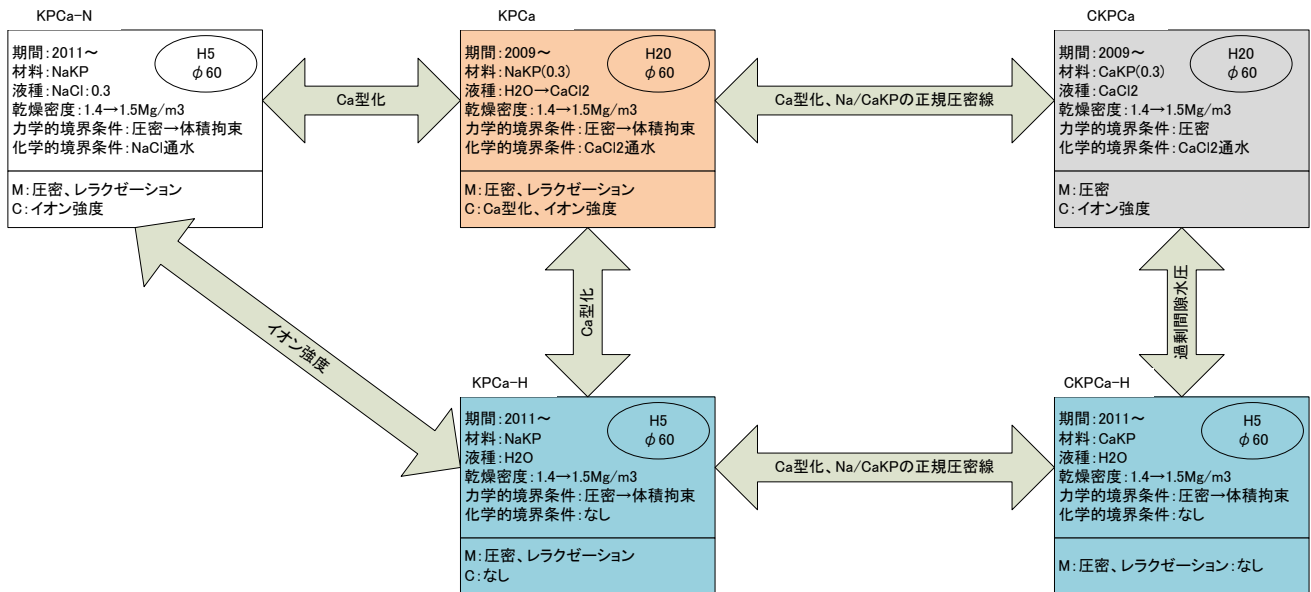 KPCa-N
期間:2011～
材料:NaKP
液種:NaCl:0.3
乾燥密度:1.4→1.5Mg/m3
力学的境界条件:圧密→体積拘束
化学的境界条件:NaCl通水
H5
φ60
M:圧密、レラクゼーション
C:イオン強度
Ca型化
KPCa
期間:2009～
材料:NaKP(0.3)
液種:H2O→CaCl2
乾燥密度:1.4→1.5Mg/m3
力学的境界条件:圧密→体積拘束
化学的境界条件:CaCl2通水
H20
φ60
M:圧密、レラクゼーション
C:Ca型化、イオン強度
Ca型化、Na/CaKPの正規圧密線
CKPCa
期間:2009～
材料:CaKP(0.3)
液種:CaCl2
乾燥密度:1.4→1.5Mg/m3
力学的境界条件:圧密
化学的境界条件:CaCl2通水
H20
φ60
M:圧密
C:イオン強度
イオン強度
Ca型化
過剰間隙水圧
KPCa-H
期間:2011～
材料:NaKP
液種:H2O
乾燥密度:1.4→1.5Mg/m3
力学的境界条件:圧密→体積拘束
化学的境界条件:なし
H5
φ60
M:圧密、レラクゼーション
C:なし
Ca型化、Na/CaKPの正規圧密線
CKPCa-H
期間:2011～
材料:CaKP
液種:H2O
乾燥密度:1.4→1.5Mg/m3
力学的境界条件:圧密→体積拘束
化学的境界条件:なし
H5
φ60
M:圧密、レラクゼーション:なし